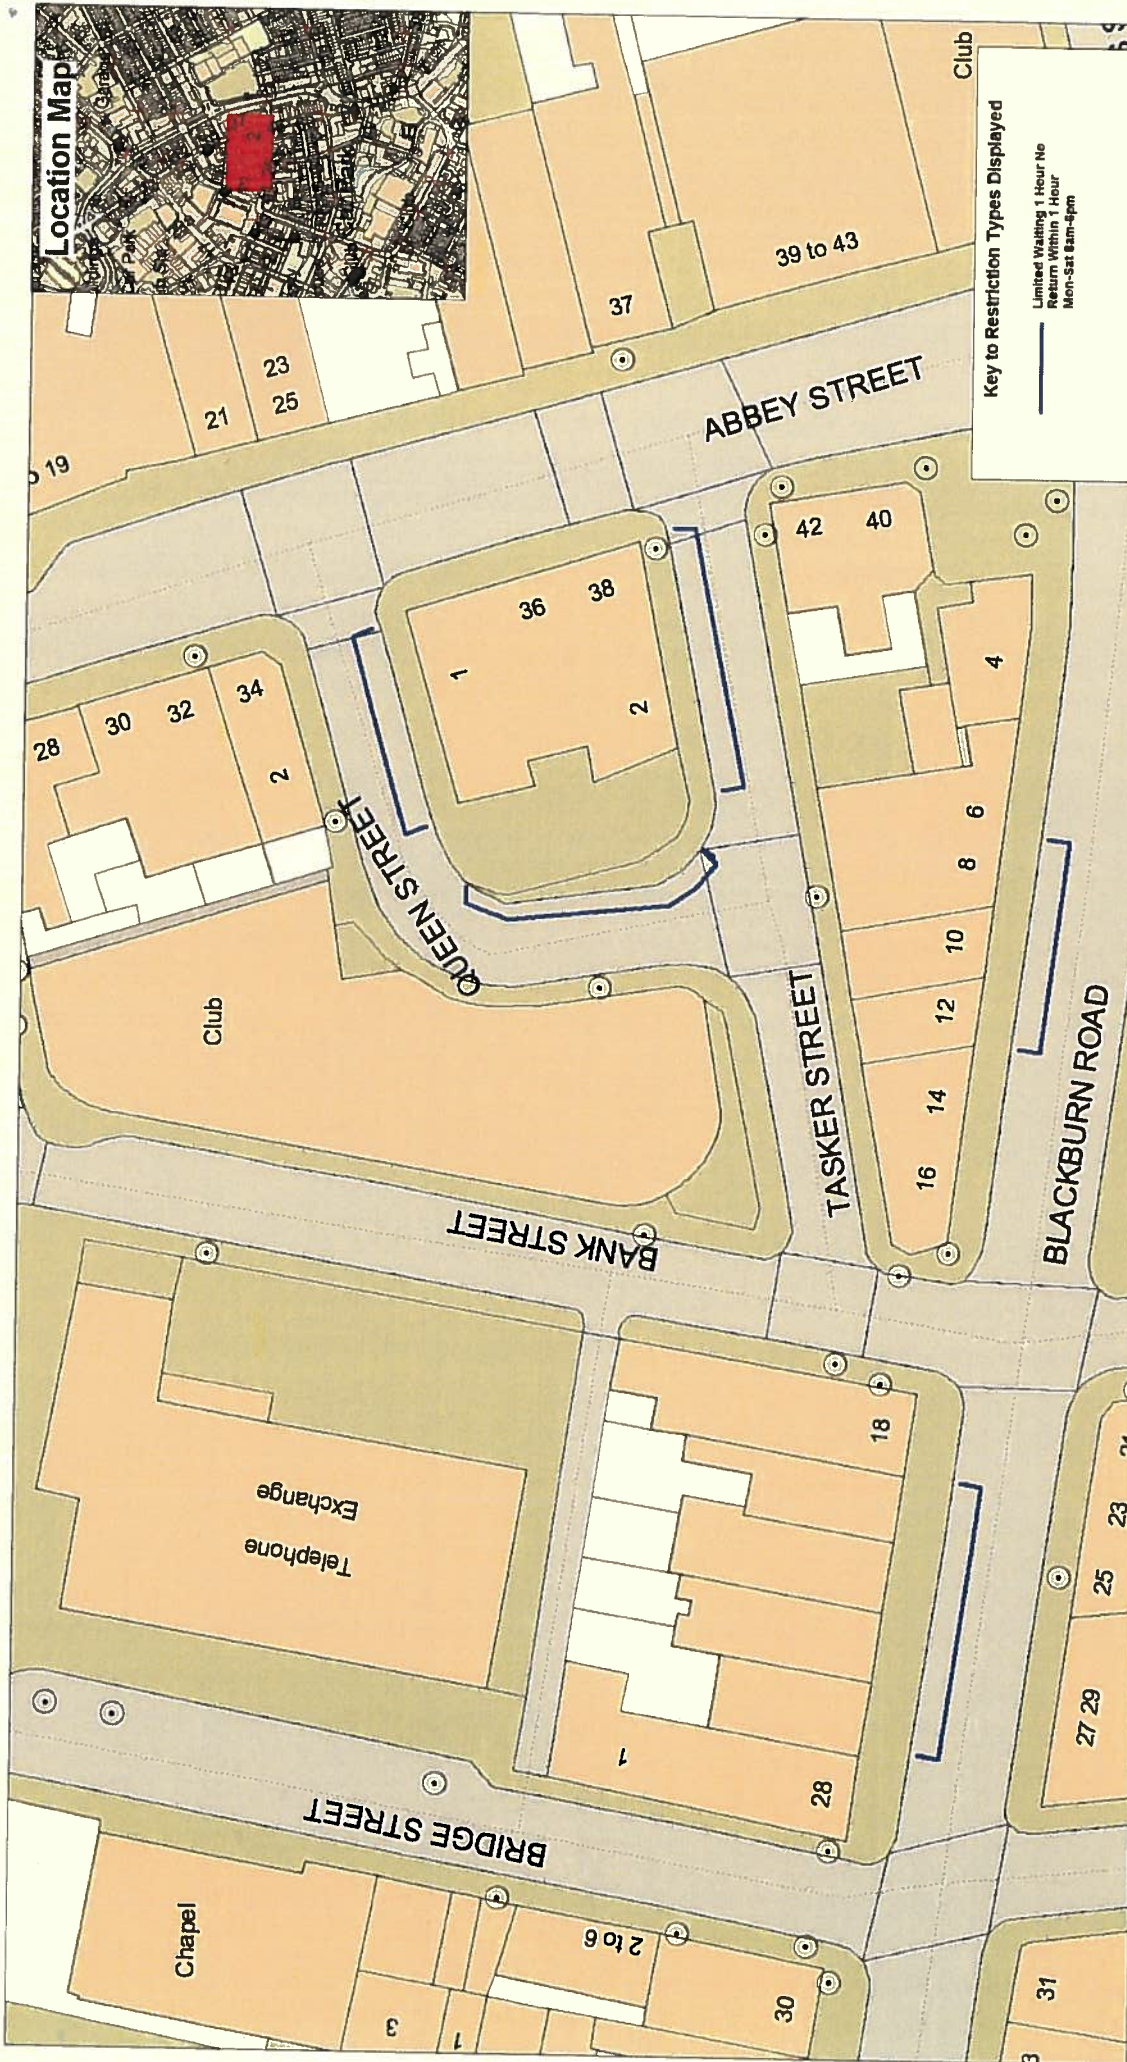 Location Map
Club
Key to Restriction Types Displayed
Limited Waiting 1 Hour No
Return Within 1 Hour
Mon-Sat 8am-6pm
39 to 43
37
23
25
21
19
ABBEY STREET
42
40
36
38
1
2
4
28
30
32
34
2
QUEEN STREET
6
8
10
12
14
16
Club
TASKER STREET
BLACKBURN ROAD
BANK STREET
Telephone
Exchange
18
23
25
27 29
1
28
BRIDGE STREET
Chapel
2 to 6
3
1
30
31